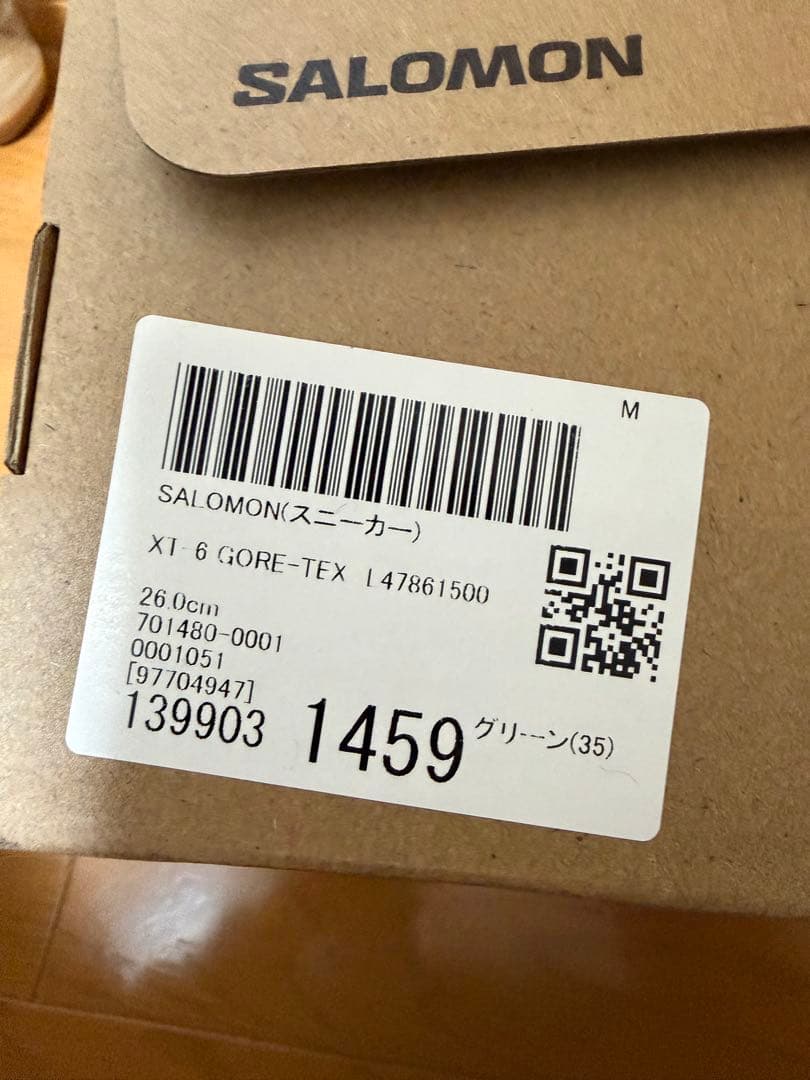 SALOMON
M
SALOMON(スニーカー)
XT-6 GORE-TEX L47861500
26.0cm
701480-0001
0001051
[97704947]
139903 1459 グリーン(35)